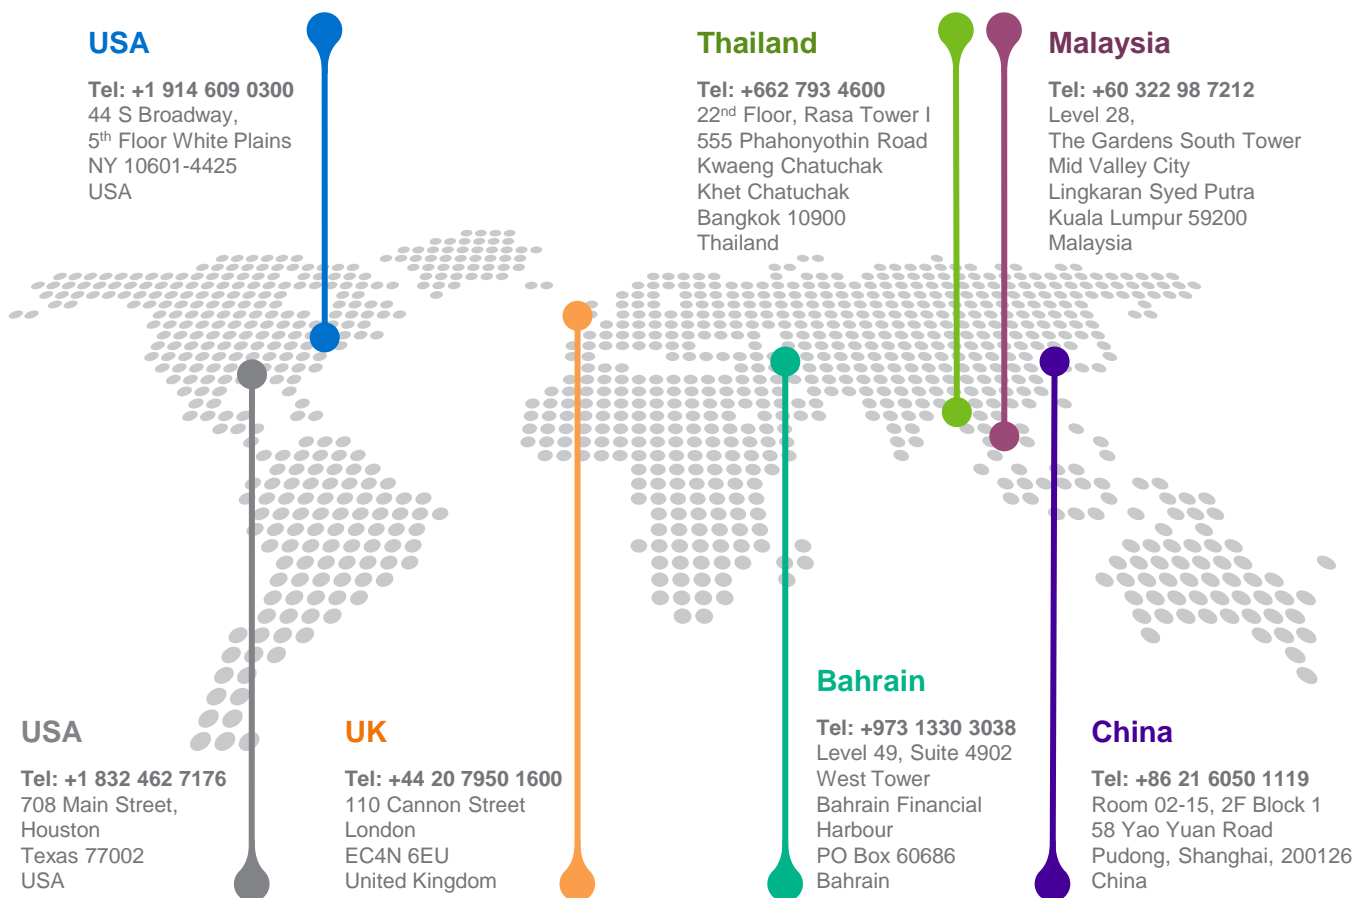 USA
Tel: +1 914 609 0300
44 S Broadway,
5th Floor White Plains
NY 10601-4425
USA
Thailand
Tel: +662 793 4600
22nd Floor, Rasa Tower I
555 Phahonyothin Road
Kwaeng Chatuchak
Khet Chatuchak
Bangkok 10900
Thailand
Malaysia
Tel: +60 322 98 7212
Level 28,
The Gardens South Tower
Mid Valley City
Lingkaran Syed Putra
Kuala Lumpur 59200
Malaysia
USA
Tel: +1 832 462 7176
708 Main Street,
Houston
Texas 77002
USA
UK
Tel: +44 20 7950 1600
110 Cannon Street
London
EC4N 6EU
United Kingdom
Bahrain
Tel: +973 1330 3038
Level 49, Suite 4902
West Tower
Bahrain Financial
Harbour
PO Box 60686
Bahrain
China
Tel: +86 21 6050 1119
Room 02-15, 2F Block 1
58 Yao Yuan Road
Pudong, Shanghai, 200126
China